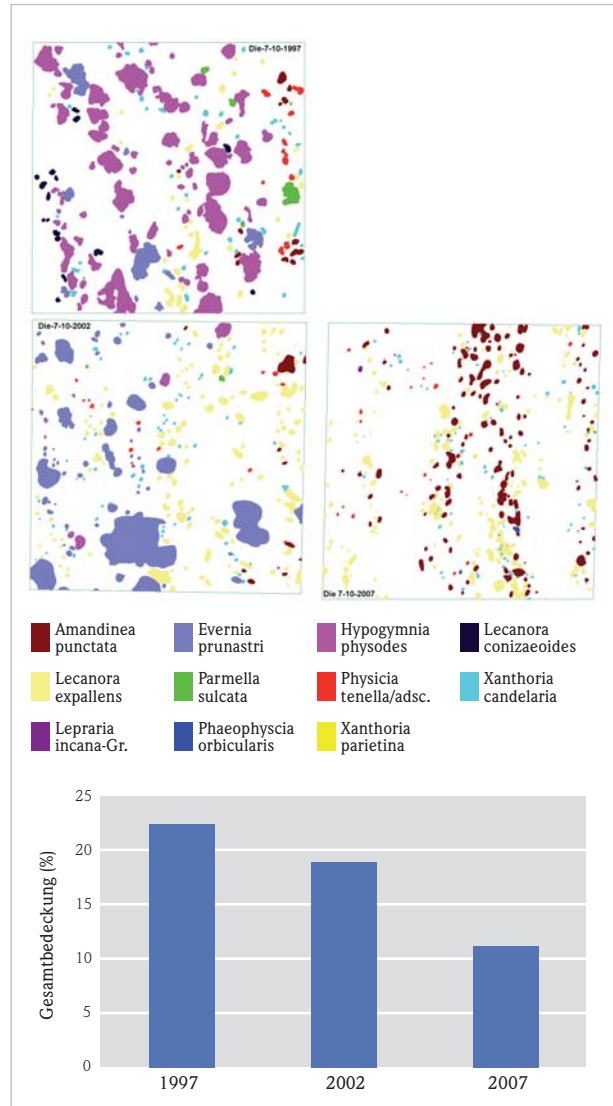 Die-7-10-1997
Die-7-10-2002
Die 7-10-2007
Amandinea punctata
Evernia prunastri
Hypogymnia physodes
Lecanora conizaeoides
Lecanora expallens
Parmella sulcata
Physicia tenella/adsc.
Xanthoria candelaria
Lepraria incana-Gr.
Phaeophyscia orbicularis
Xanthoria parietina
Gesamtbedeckung (%)
25
20
15
10
5
0
1997 2002 2007